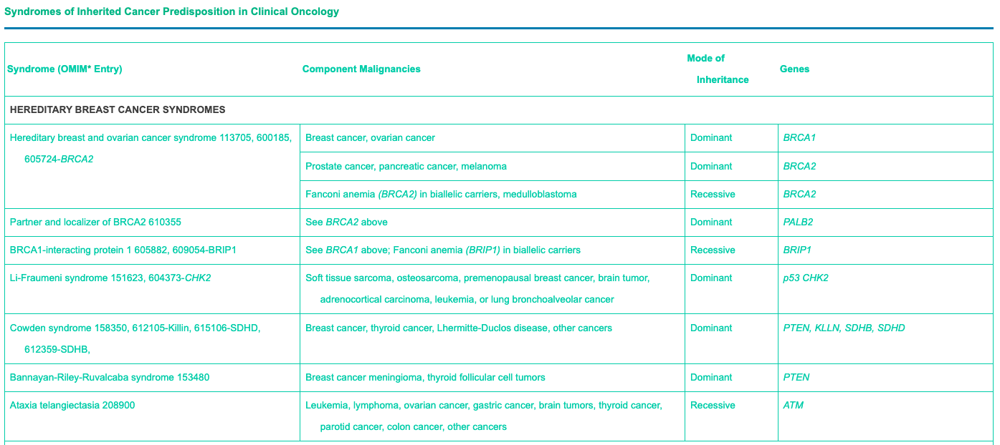 Syndromes of Inherited Cancer Predisposition in Clinical Oncology
Syndrome (OMIM* Entry)
Component Malignancies
Mode of
Inheritance
Genes
HEREDITARY BREAST CANCER SYNDROMES
Hereditary breast and ovarian cancer syndrome 113705, 600185,
605724-BRCA2
Breast cancer, ovarian cancer
Dominant
BRCA1
Prostate cancer, pancreatic cancer, melanoma
Dominant
BRCA2
Fanconi anemia (BRCA2) in biallelic carriers, medulloblastoma
Recessive
BRCA2
Partner and localizer of BRCA2 610355
See BRCA2 above
Dominant
PALB2
BRCA1-interacting protein 1 605882, 609054-BRIP1
See BRCA1 above; Fanconi anemia (BRIP1) in biallelic carriers
Recessive
BRIP1
Li-Fraumeni syndrome 151623, 604373-CHK2
Soft tissue sarcoma, osteosarcoma, premenopausal breast cancer, brain tumor,
adrenocortical carcinoma, leukemia, or lung bronchoalveolar cancer
Dominant
p53 CHK2
Cowden syndrome 158350, 612105-Killin, 615106-SDHD,
612359-SDHB,
Breast cancer, thyroid cancer, Lhermitte-Duclos disease, other cancers
Dominant
PTEN, KLLN, SDHB, SDHD
Bannayan-Riley-Ruvalcaba syndrome 153480
Breast cancer meningioma, thyroid follicular cell tumors
Dominant
PTEN
Ataxia telangiectasia 208900
Leukemia, lymphoma, ovarian cancer, gastric cancer, brain tumors, thyroid cancer,
parotid cancer, colon cancer, other cancers
Recessive
ATM